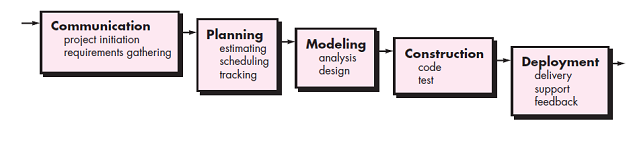 Communication
project initiation
requirements gathering
Planning
estimating
scheduling
tracking
Modeling
analysis
design
Construction
code
test
Deployment
delivery
support
feedback